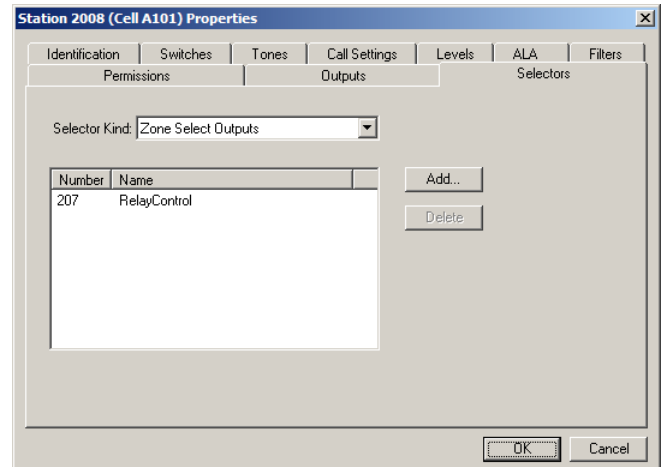 Station 2008 (Cell A101) Properties
Identification Switches Tones Call Settings Levels ALA Filters
Permissions Outputs Selectors
Selector Kind: Zone Select Outputs
Number Name
207 RelayControl
Add...
Delete
OK Cancel